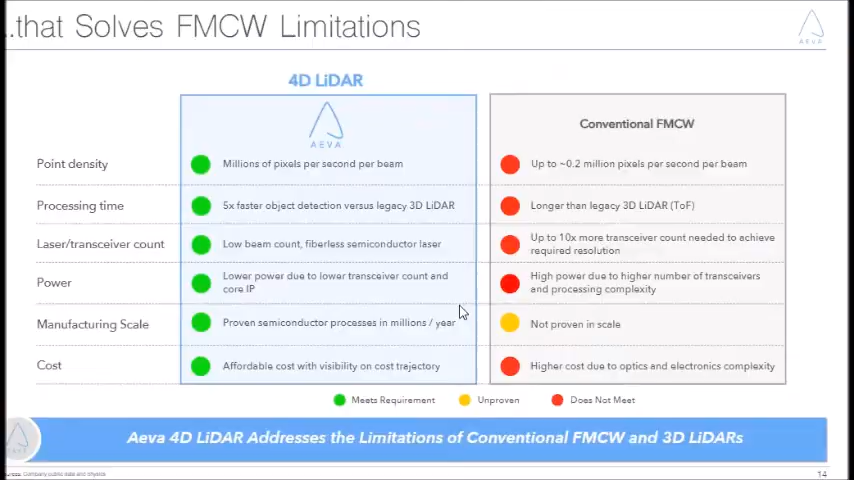 ..that Solves FMCW Limitations
AEVA
4D LiDAR
AEVA
Conventional FMCW
Point density
Millions of pixels per second per beam
Up to ~0.2 million pixels per second per beam
Processing time
5x faster object detection versus legacy 3D LiDAR
Longer than legacy 3D LiDAR (ToF)
Laser/transceiver count
Low beam count, fiberless semiconductor laser
Up to 10x more transceiver count needed to achieve
required resolution
Power
Lower power due to lower transceiver count and
core IP
High power due to higher number of transceivers
and processing complexity
Manufacturing Scale
Proven semiconductor processes in millions / year
Not proven in scale
Cost
Affordable cost with visibility on cost trajectory
Higher cost due to optics and electronics complexity
Meets Requirement
Unproven
Does Not Meet
Aeva 4D LiDAR Addresses the Limitations of Conventional FMCW and 3D LiDARs
Company public data and physics
14